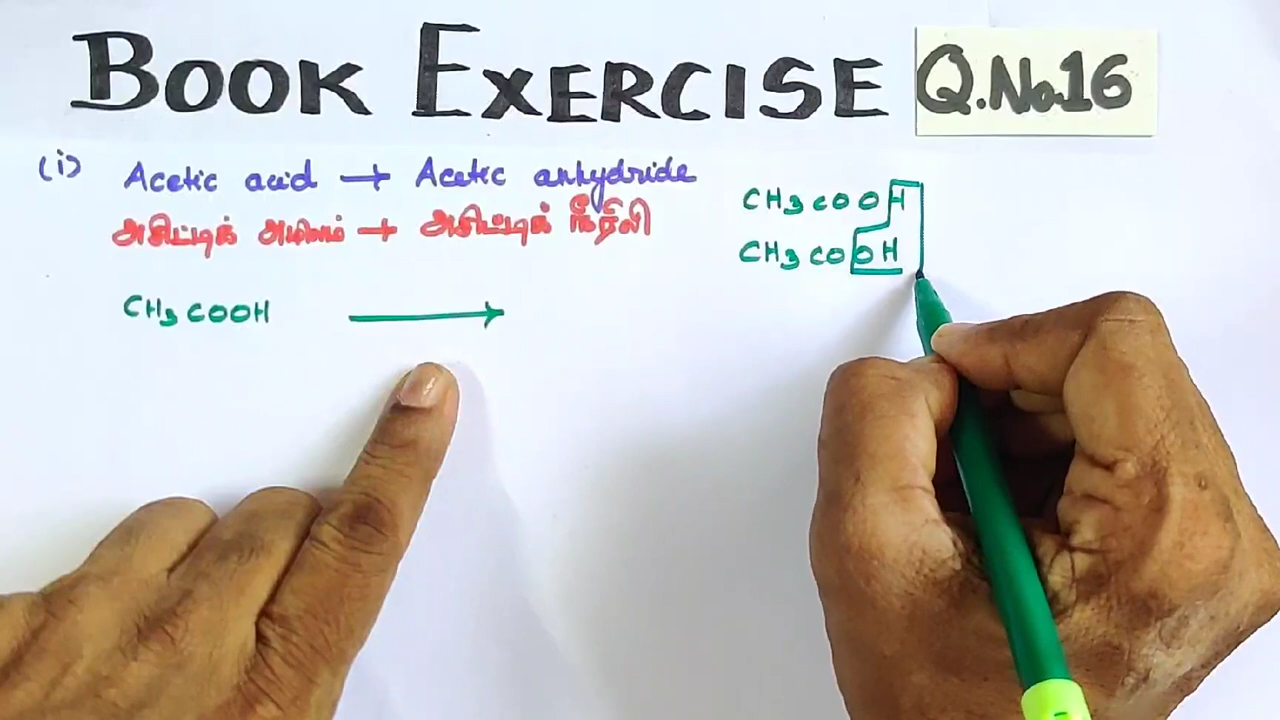 BOOK EXERCISE Q.No.16
(i) Acetic acid → Acetic anhydride
அசிட்டிக் அமிலம் → அசிட்டிக் நீரிலி
CH3COOH
CH3COOH
CH3COOH →